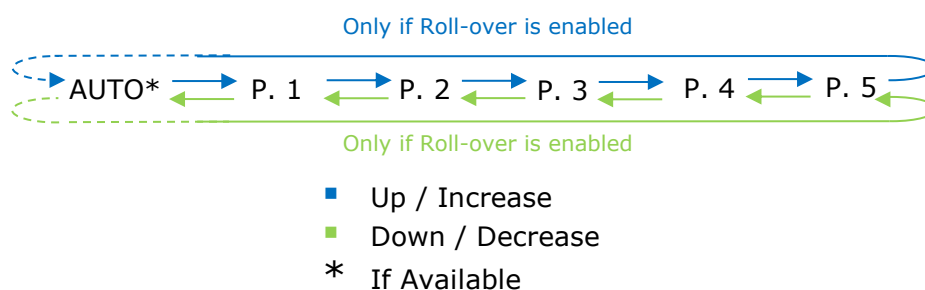 Only if Roll-over is enabled
AUTO* P. 1 P. 2 P. 3 P. 4 P. 5
Only if Roll-over is enabled
Up / Increase
Down / Decrease
* If Available